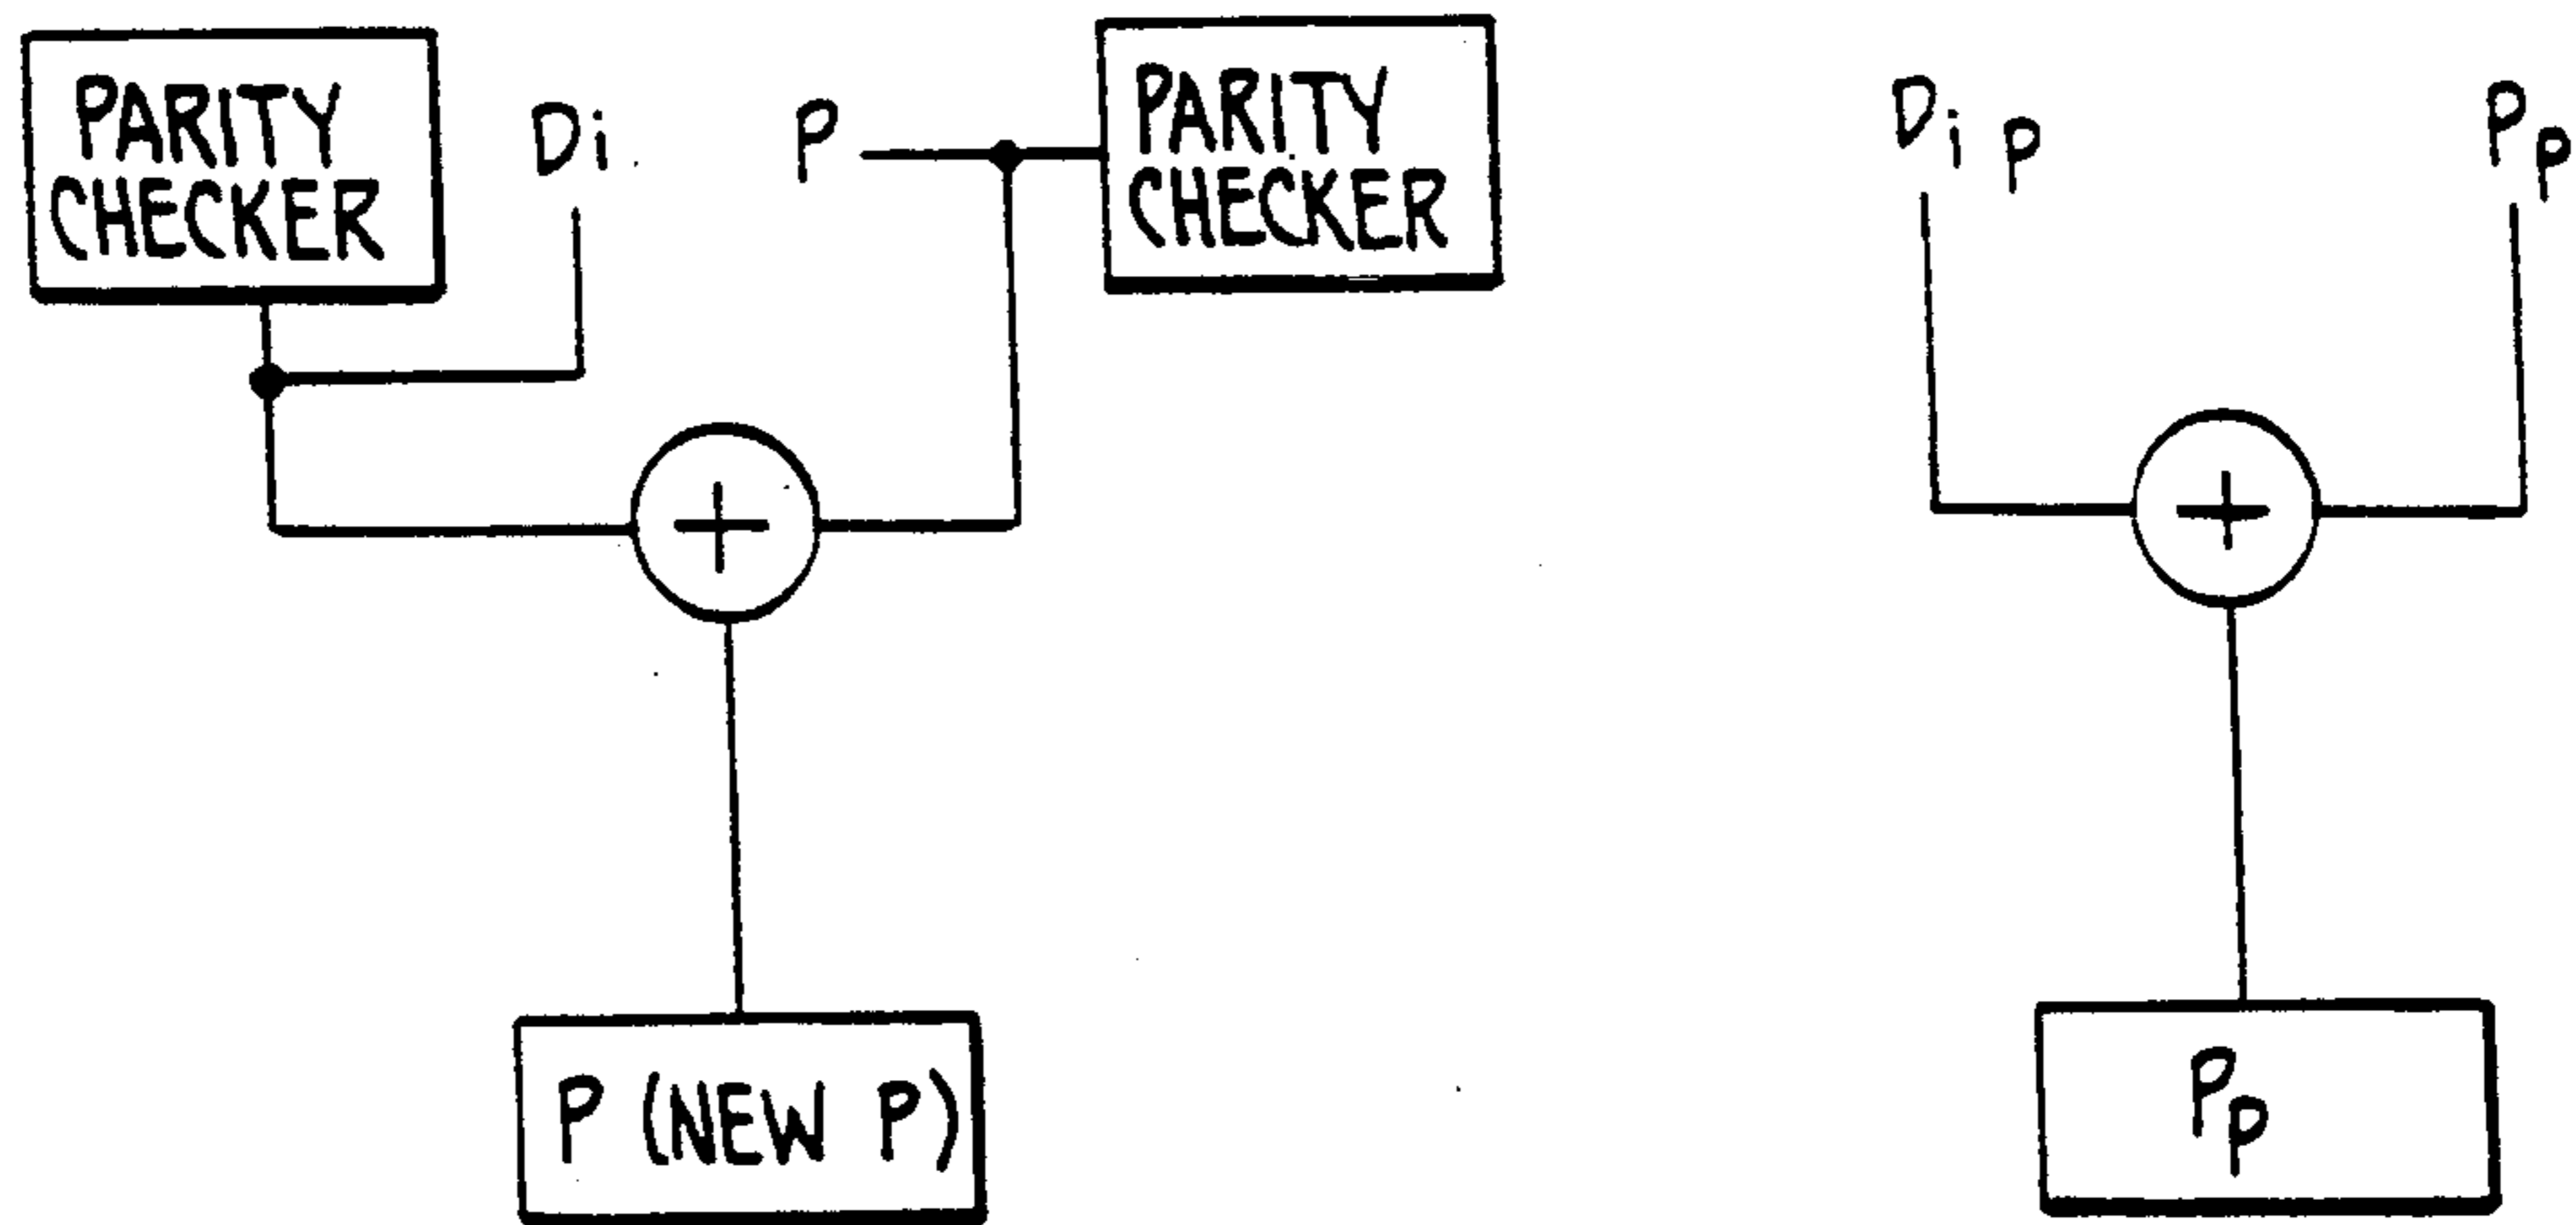 PARITY
CHECKER
Di
P
PARITY
CHECKER
Di P
PP
+
+
P (NEW P)
PP